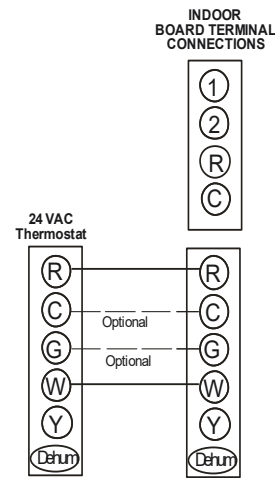 INDOOR
BOARD TERMINAL
CONNECTIONS
1
2
R
C
24 VAC
Thermostat
R R
C Optional C
G Optional G
W W
Y Y
Dehum Dehum